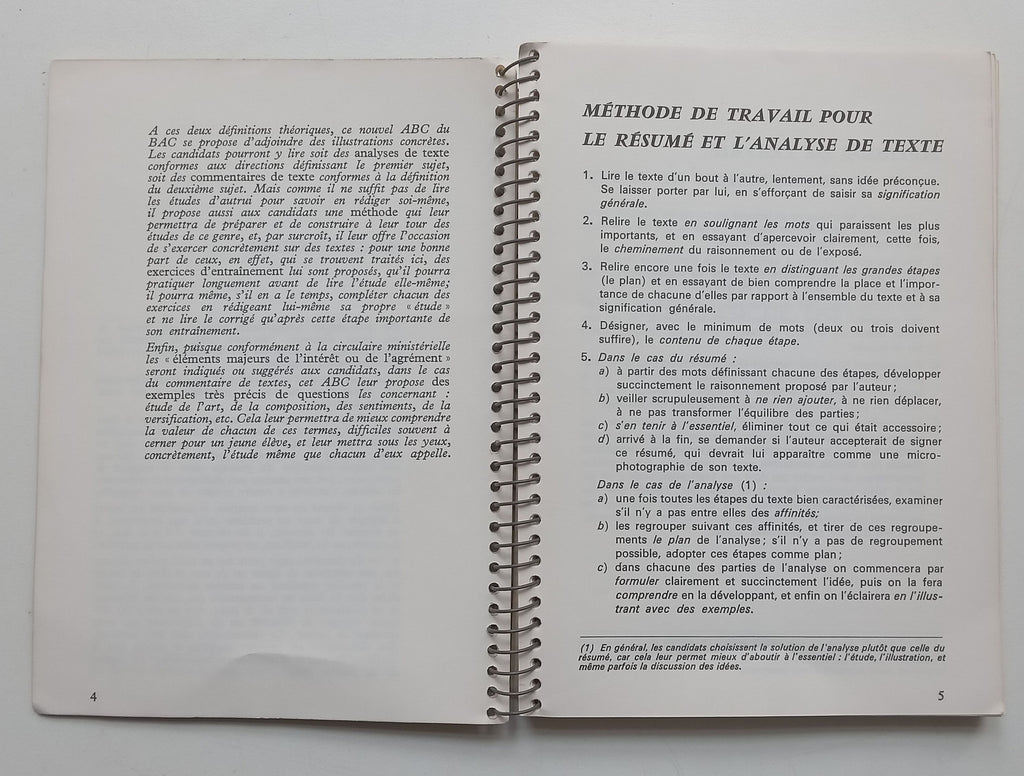 A ces deux définitions théoriques, ce nouvel ABC du
BAC se propose d'adjoindre des illustrations concrètes.
Les candidats pourront y lire soit des analyses de texte
conformes aux directions définissant le premier sujet,
soit des commentaires de texte conformes à la définition
du deuxième sujet. Mais comme il ne suffit pas de lire
les études d'autrui pour savoir en rédiger soi-même,
il propose aussi aux candidats une méthode qui leur
permettra de préparer et de construire à leur tour des
études de ce genre, et, par surcroît, il leur offre l'occasion
de s'exercer concrètement sur des textes : pour une bonne
part de ceux, en effet, qui se trouvent traités ici, des
exercices d'entraînement lui sont proposés, qu'il pourra
pratiquer longuement avant de lire l'étude elle-même;
il pourra même, s'il en a le temps, compléter chacun des
exercices en rédigeant lui-même sa propre « étude »
et ne lire le corrigé qu'après cette étape importante de
son entraînement.
Enfin, puisque conformément à la circulaire ministérielle
les « éléments majeurs de l'intérêt ou de l'agrément »
seront indiqués ou suggérés aux candidats, dans le cas
du commentaire de textes, cet ABC leur propose des
exemples très précis de questions les concernant :
étude de l'art, de la composition, des sentiments, de la
versification, etc. Cela leur permettra de mieux comprendre
la valeur de chacun de ces termes, difficiles souvent à
cerner pour un jeune élève, et leur mettra sous les yeux,
concrètement, l'étude même que chacun d'eux appelle.
4
MÉTHODE DE TRAVAIL POUR
LE RÉSUMÉ ET L'ANALYSE DE TEXTE
1. Lire le texte d'un bout à l'autre, lentement, sans idée préconçue.
Se laisser porter par lui, en s'efforçant de saisir sa signification
générale.
2. Relire le texte en soulignant les mots qui paraissent les plus
importants, et en essayant d'apercevoir clairement, cette fois,
le cheminement du raisonnement ou de l'exposé.
3. Relire encore une fois le texte en distinguant les grandes étapes
(le plan) et en essayant de bien comprendre la place et l'impor-
tance de chacune d'elles par rapport à l'ensemble du texte et à sa
signification générale.
4. Désigner, avec le minimum de mots (deux ou trois doivent
suffire), le contenu de chaque étape.
5. Dans le cas du résumé :
a) à partir des mots définissant chacune des étapes, développer
succinctement le raisonnement proposé par l'auteur;
b) veiller scrupuleusement à ne rien ajouter, à ne rien déplacer,
à ne pas transformer l'équilibre des parties;
c) s'en tenir à l'essentiel, éliminer tout ce qui était accessoire;
d) arrivé à la fin, se demander si l'auteur accepterait de signer
ce résumé, qui devrait lui apparaître comme une micro-
photographie de son texte.
Dans le cas de l'analyse (1) :
a) une fois toutes les étapes du texte bien caractérisées, examiner
s'il n'y a pas entre elles des affinités;
b) les regrouper suivant ces affinités, et tirer de ces regroupe-
ments le plan de l'analyse; s'il n'y a pas de regroupement
possible, adopter ces étapes comme plan;
c) dans chacune des parties de l'analyse on commencera par
formuler clairement et succinctement l'idée, puis on la fera
comprendre en la développant, et enfin on l'éclairera en l'illus-
trant avec des exemples.
(1) En général, les candidats choisissent la solution de l'analyse plutôt que celle du
résumé, car cela leur permet mieux d'aboutir à l'essentiel : l'étude, l'illustration, et
même parfois la discussion des idées.
5